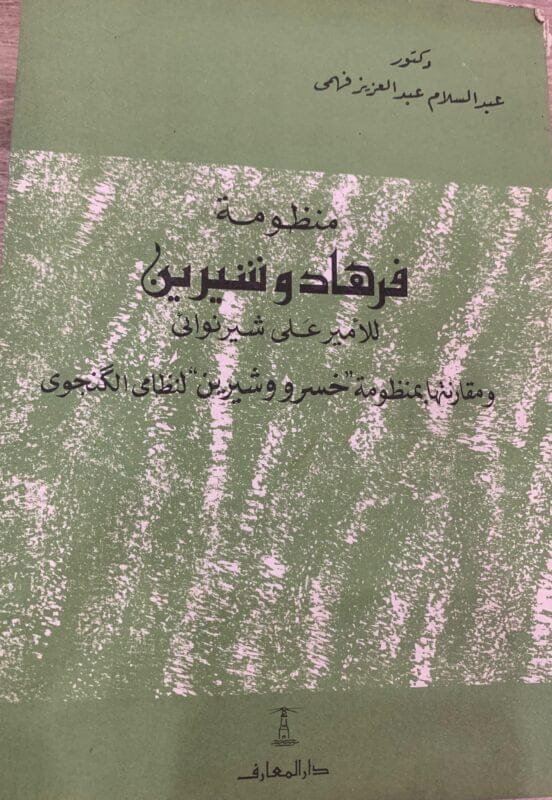 دكتور
عبد السلام عبد العزيز فهمى
منظومة
فرهاد وشيرين
للأمير على شير نوائى
ومقارنتها بمنظومة "خسرو وشيرين" لنظامى الگنجوى
دار المعارف